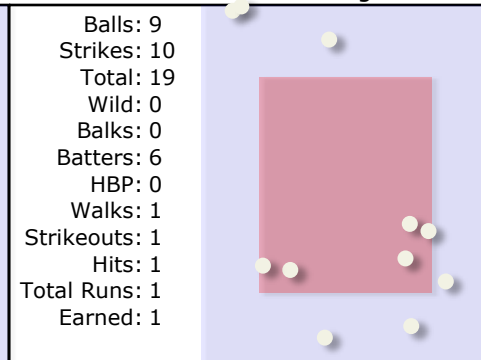 Balls: 9
Strikes: 10
Total: 19
Wild: 0
Balks: 0
Batters: 6
HBP: 0
Walks: 1
Strikeouts: 1
Hits: 1
Total Runs: 1
Earned: 1